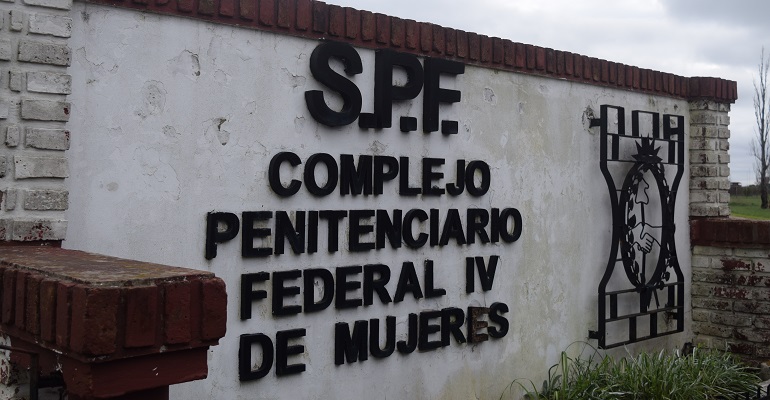 S.P.F.
COMPLEJO
PENITENCIARIO
FEDERAL IV
DE MUJERES